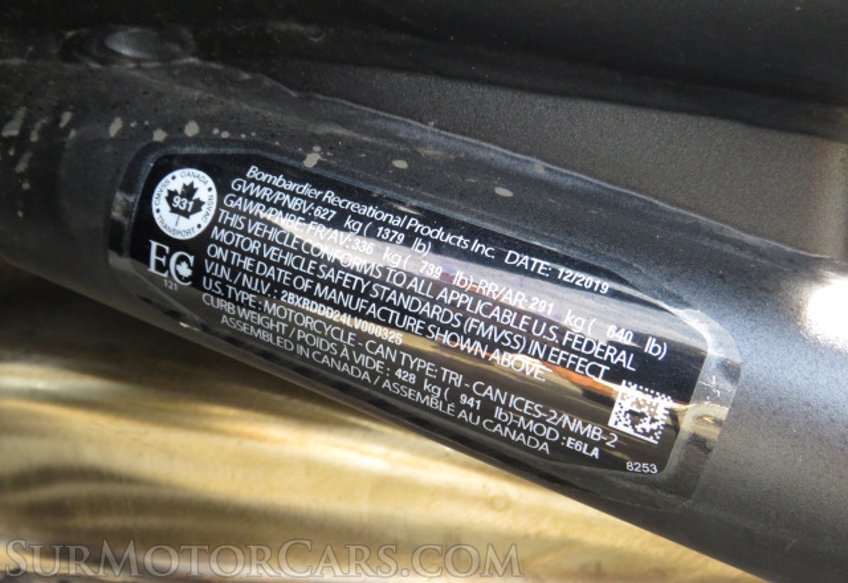 CANADA
CMVSS 931 NSVAC
TRANSPORT
EC
121
Bombardier Recreational Products Inc. DATE: 12/2019
GVWR/PNBV:627 kg ( 1379 lb)
GAWR/PNBE: FR/AV:336 kg ( 739 lb)-RR/AR:291 kg ( 640 lb)
THIS VEHICLE CONFORMS TO ALL APPLICABLE U.S. FEDERAL
MOTOR VEHICLE SAFETY STANDARDS (FMVSS) IN EFFECT
ON THE DATE OF MANUFACTURE SHOWN ABOVE.
V.I.N. / N.I.V. : 2BXRDDD24LV000325
U.S. TYPE: MOTORCYCLE - CAN TYPE: TRI - CAN ICES-2/NMB-2
CURB WEIGHT / POIDS À VIDE : 428 kg ( 941 lb)-MOD : E6LA
ASSEMBLED IN CANADA / ASSEMBLÉ AU CANADA
8253
SurMotorCars.com